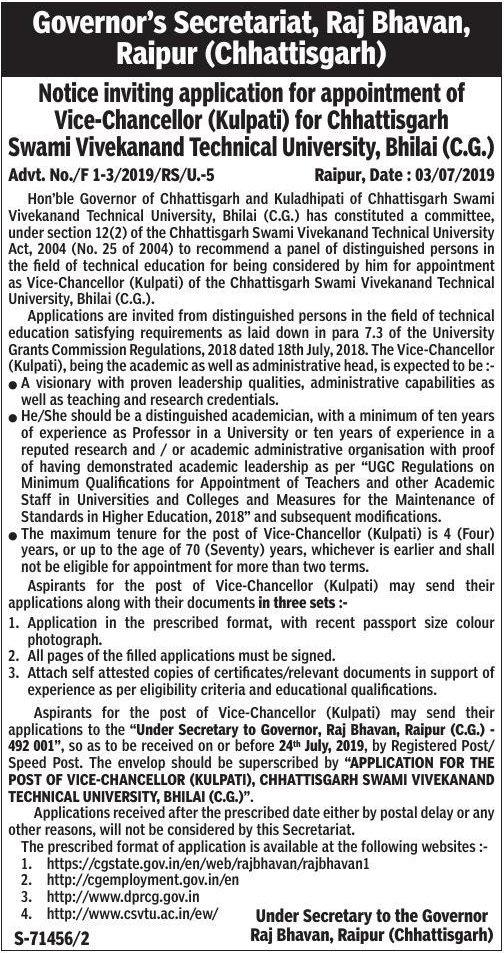 Governor's Secretariat, Raj Bhavan,
Raipur (Chhattisgarh)
Notice inviting application for appointment of
Vice-Chancellor (Kulpati) for Chhattisgarh
Swami Vivekanand Technical University, Bhilai (C.G.)
Advt. No./F 1-3/2019/RS/U.-5 Raipur, Date : 03/07/2019
Hon'ble Governor of Chhattisgarh and Kuladhipati of Chhattisgarh Swami
Vivekanand Technical University, Bhilai (C.G.) has constituted a committee,
under section 12(2) of the Chhattisgarh Swami Vivekanand Technical University
Act, 2004 (No. 25 of 2004) to recommend a panel of distinguished persons in
the field of technical education for being considered by him for appointment
as Vice-Chancellor (Kulpati) of the Chhattisgarh Swami Vivekanand Technical
University, Bhilai (C.G.).
Applications are invited from distinguished persons in the field of technical
education satisfying requirements as laid down in para 7.3 of the University
Grants Commission Regulations, 2018 dated 18th July, 2018. The Vice-Chancellor
(Kulpati), being the academic as well as administrative head, is expected to be :-
● A visionary with proven leadership qualities, administrative capabilities as
well as teaching and research credentials.
● He/She should be a distinguished academician, with a minimum of ten years
of experience as Professor in a University or ten years of experience in a
reputed research and / or academic administrative organisation with proof
of having demonstrated academic leadership as per "UGC Regulations on
Minimum Qualifications for Appointment of Teachers and other Academic
Staff in Universities and Colleges and Measures for the Maintenance of
Standards in Higher Education, 2018" and subsequent modifications.
● The maximum tenure for the post of Vice-Chancellor (Kulpati) is 4 (Four)
years, or up to the age of 70 (Seventy) years, whichever is earlier and shall
not be eligible for appointment for more than two terms.
Aspirants for the post of Vice-Chancellor (Kulpati) may send their
applications along with their documents in three sets :-
1. Application in the prescribed format, with recent passport size colour
photograph.
2. All pages of the filled applications must be signed.
3. Attach self attested copies of certificates/relevant documents in support of
experience as per eligibility criteria and educational qualifications.
Aspirants for the post of Vice-Chancellor (Kulpati) may send their
applications to the "Under Secretary to Governor, Raj Bhavan, Raipur (C.G.) -
492 001", so as to be received on or before 24th July, 2019, by Registered Post/
Speed Post. The envelop should be superscribed by "APPLICATION FOR THE
POST OF VICE-CHANCELLOR (KULPATI), CHHATTISGARH SWAMI VIVEKANAND
TECHNICAL UNIVERSITY, BHILAI (C.G.)".
Applications received after the prescribed date either by postal delay or any
other reasons, will not be considered by this Secretariat.
The prescribed format of application is available at the following websites :-
1. https://cgstate.gov.in/en/web/rajbhavan/rajbhavan1
2. http://cgemployment.gov.in/en
3. http://www.dprcg.gov.in
4. http://www.csvtu.ac.in/ew/
Under Secretary to the Governor
S-71456/2 Raj Bhavan, Raipur (Chhattisgarh)